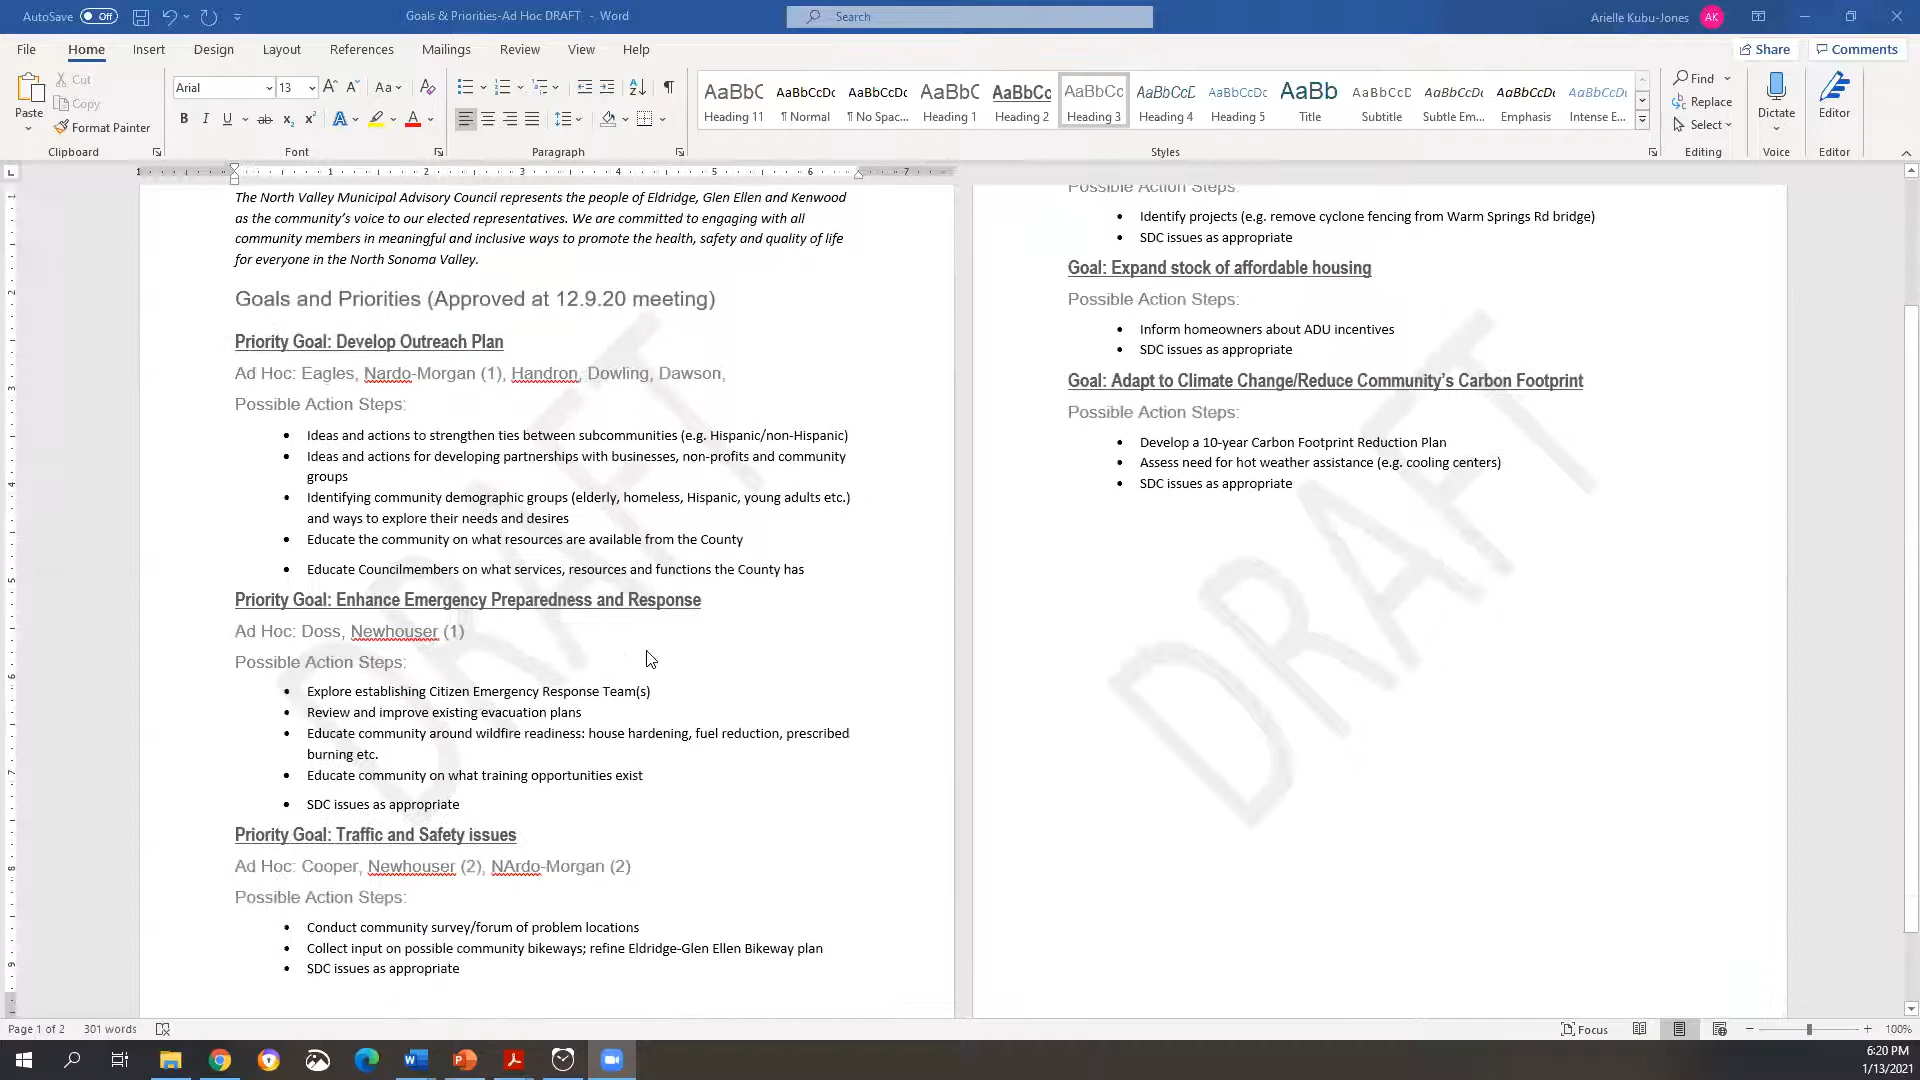 AutoSave Off Goals & Priorities-Ad Hoc DRAFT - Word Search Arielle Kubu-Jones AK
File Home Insert Design Layout References Mailings Review View Help Share Comments
Paste Cut Copy Format Painter
Clipboard
Arial 13
Font
Paragraph
AaBbC AaBbCcDc AaBbCcDc AaBbC AaBbCc AaBbCc AaBbCcD AaBbCcDc AaBb AaBbCcD AaBbCcD AaBbCcDc AaBbCcDc
Heading 11 ¶ Normal ¶ No Spac... Heading 1 Heading 2 Heading 3 Heading 4 Heading 5 Title Subtitle Subtle Em... Emphasis Intense E...
Styles
Find
Replace
Select
Editing
Dictate
Voice
Editor
Editor
The North Valley Municipal Advisory Council represents the people of Eldridge, Glen Ellen and Kenwood
as the community's voice to our elected representatives. We are committed to engaging with all
community members in meaningful and inclusive ways to promote the health, safety and quality of life
for everyone in the North Sonoma Valley.
Goals and Priorities (Approved at 12.9.20 meeting)
Priority Goal: Develop Outreach Plan
Ad Hoc: Eagles, Nardo-Morgan (1), Handron, Dowling, Dawson,
Possible Action Steps:
• Ideas and actions to strengthen ties between subcommunities (e.g. Hispanic/non-Hispanic)
• Ideas and actions for developing partnerships with businesses, non-profits and community
groups
• Identifying community demographic groups (elderly, homeless, Hispanic, young adults etc.)
and ways to explore their needs and desires
• Educate the community on what resources are available from the County
• Educate Councilmembers on what services, resources and functions the County has
Priority Goal: Enhance Emergency Preparedness and Response
Ad Hoc: Doss, Newhouser (1)
Possible Action Steps:
• Explore establishing Citizen Emergency Response Team(s)
• Review and improve existing evacuation plans
• Educate community around wildfire readiness: house hardening, fuel reduction, prescribed
burning etc.
• Educate community on what training opportunities exist
• SDC issues as appropriate
Priority Goal: Traffic and Safety issues
Ad Hoc: Cooper, Newhouser (2), NArdo-Morgan (2)
Possible Action Steps:
• Conduct community survey/forum of problem locations
• Collect input on possible community bikeways; refine Eldridge-Glen Ellen Bikeway plan
• SDC issues as appropriate
DRAFT
Possible Action Steps:
• Identify projects (e.g. remove cyclone fencing from Warm Springs Rd bridge)
• SDC issues as appropriate
Goal: Expand stock of affordable housing
Possible Action Steps:
• Inform homeowners about ADU incentives
• SDC issues as appropriate
Goal: Adapt to Climate Change/Reduce Community's Carbon Footprint
Possible Action Steps:
• Develop a 10-year Carbon Footprint Reduction Plan
• Assess need for hot weather assistance (e.g. cooling centers)
• SDC issues as appropriate
DRAFT
Page 1 of 2 301 words Focus 100%
6:20 PM
1/13/2021